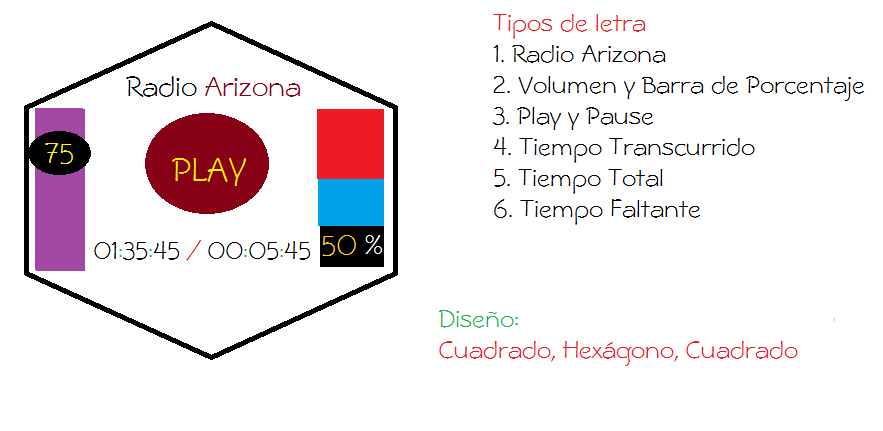 Radio Arizona
75
PLAY
01:35:45 / 00:05:45
50 %
Tipos de letra
1. Radio Arizona
2. Volumen y Barra de Porcentaje
3. Play y Pause
4. Tiempo Transcurrido
5. Tiempo Total
6. Tiempo Faltante
Diseño:
Cuadrado, Hexágono, Cuadrado